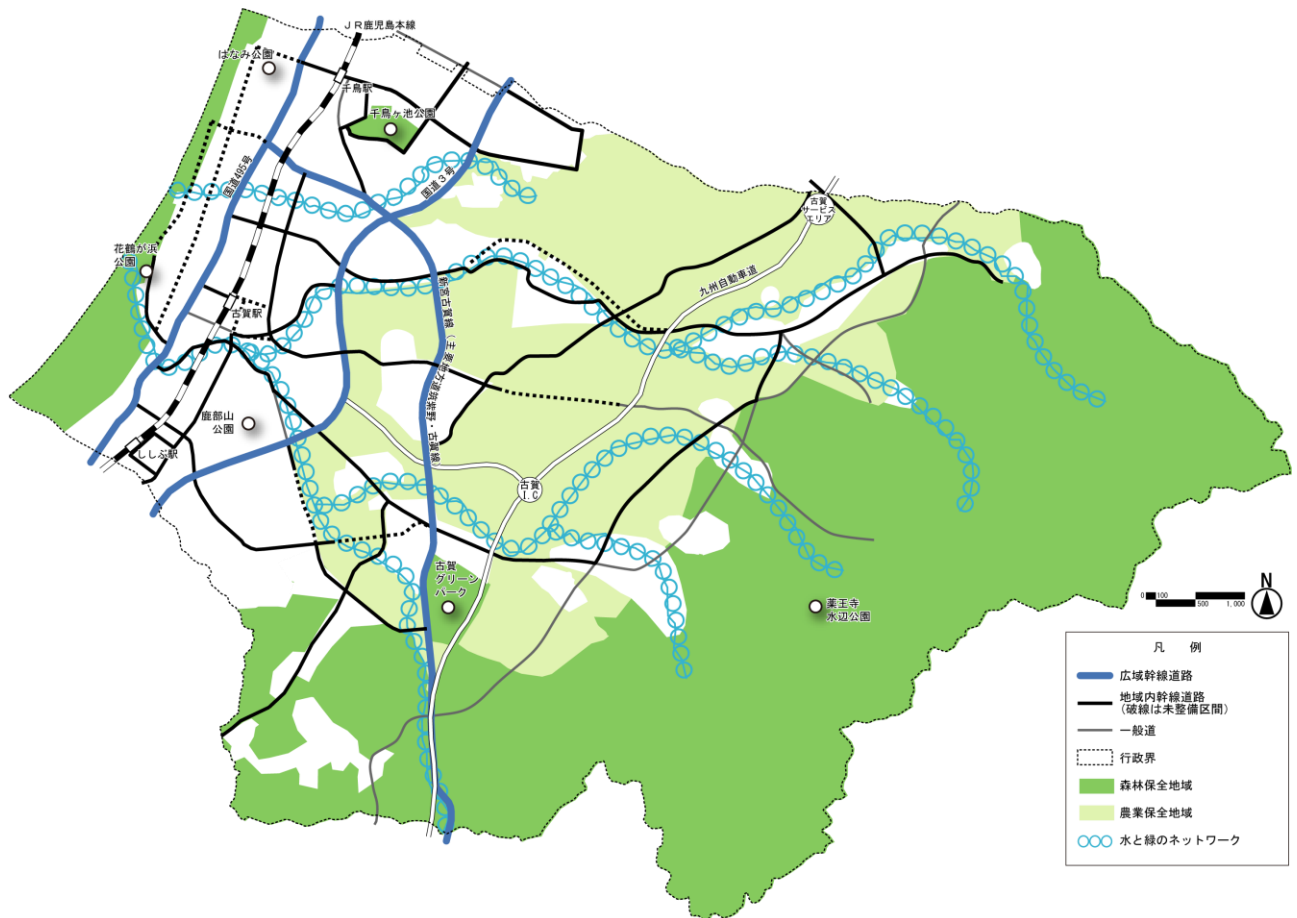 JR鹿児島本線
はなみ公園
千鳥駅
千鳥ヶ池公園
国道495号
国道3号
古賀
サービス
エリア
花鶴が浜
公園
九州自動車道
古賀駅
新宮古賀線(主要地方道筑紫野・古賀線)
鹿部山
公園
ししぶ駅
古賀
I.C
古賀
グリーン
パーク
薬王寺
水辺公園
N
0 100
500 1,000
凡 例
広域幹線道路
地域内幹線道路
(破線は未整備区間)
一般道
行政界
森林保全地域
農業保全地域
水と緑のネットワーク